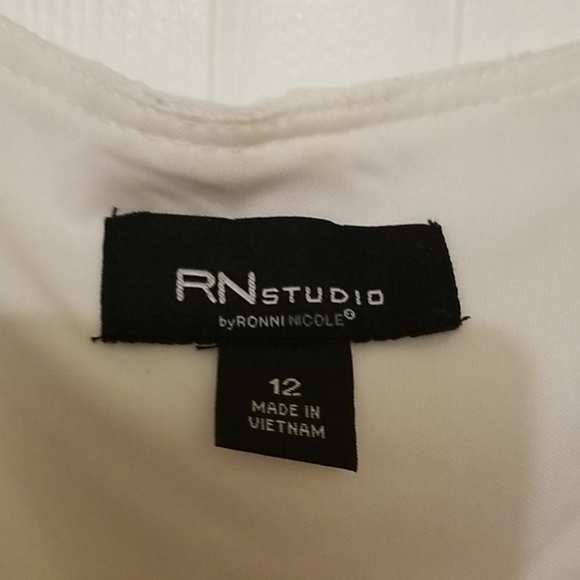 RNSTUDIO
byRONNI NICOLE®
12
MADE IN
VIETNAM